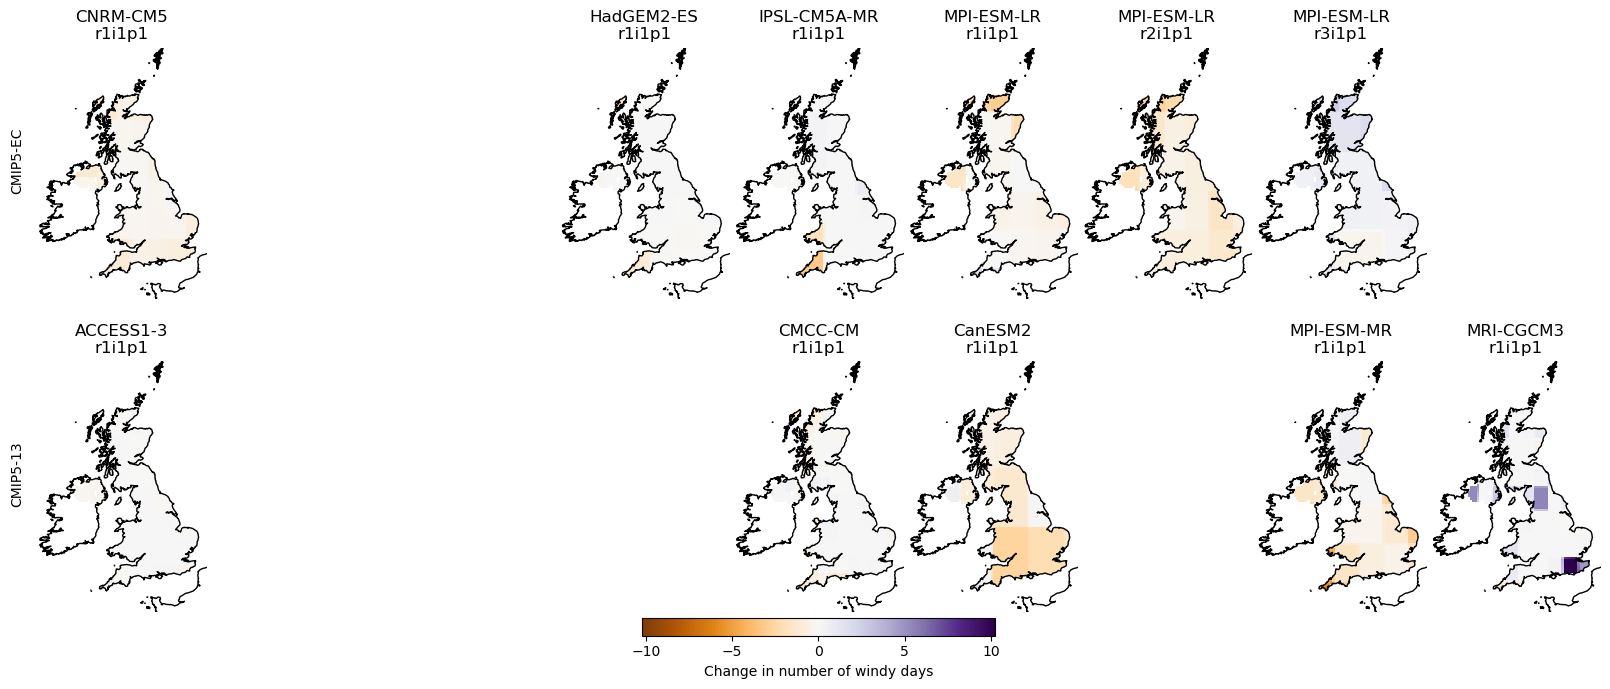 CNRM-CM5
r1i1p1
HadGEM2-ES
r1i1p1
IPSL-CM5A-MR
r1i1p1
MPI-ESM-LR
r1i1p1
MPI-ESM-LR
r2i1p1
MPI-ESM-LR
r3i1p1
CMIP5-EC
ACCESS1-3
r1i1p1
CMCC-CM
r1i1p1
CanESM2
r1i1p1
MPI-ESM-MR
r1i1p1
MRI-CGCM3
r1i1p1
CMIP5-13
−10 −5 0 5 10
Change in number of windy days